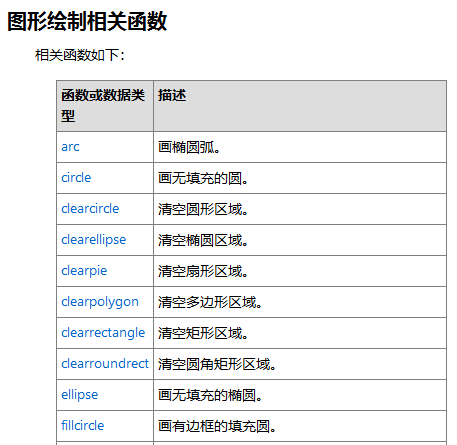 图形绘制相关函数
相关函数如下：
函数或数据类型 描述
arc 画椭圆弧。
circle 画无填充的圆。
clearcircle 清空圆形区域。
clearellipse 清空椭圆区域。
clearpie 清空扇形区域。
clearpolygon 清空多边形区域。
clearrectangle 清空矩形区域。
clearroundrect 清空圆角矩形区域。
ellipse 画无填充的椭圆。
fillcircle 画有边框的填充圆。